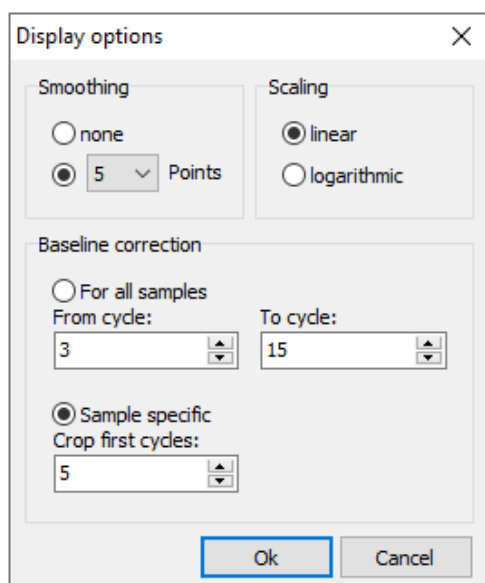 Display options
Smoothing
none
5 Points
Scaling
linear
logarithmic
Baseline correction
For all samples
From cycle: To cycle:
3 15
Sample specific
Crop first cycles:
5
Ok Cancel